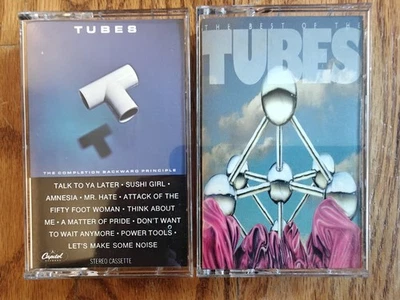 TUBES
THE COMPLETION BACKWARD PRINCIPLE
TALK TO YA LATER • SUSHI GIRL •
AMNESIA • MR. HATE • ATTACK OF THE
FIFTY FOOT WOMAN • THINK ABOUT
ME • A MATTER OF PRIDE • DON'T WANT
TO WAIT ANYMORE • POWER TOOLS •
LET'S MAKE SOME NOISE
Capitol
STEREO CASSETTE
THE BEST OF THE
TUBES